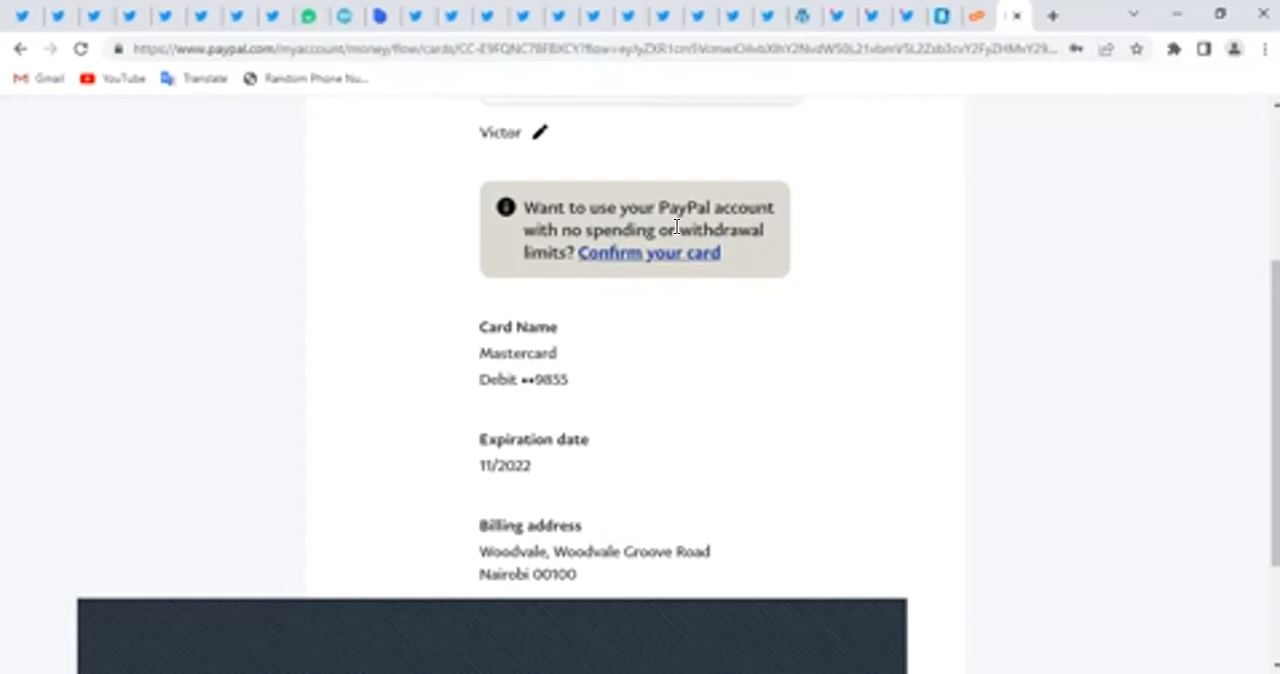 Gmail YouTube Translate Random Phone Nu...
Victor
Want to use your PayPal account
with no spending or withdrawal
limits? Confirm your card
Card Name
Mastercard
Debit ••9855
Expiration date
11/2022
Billing address
Woodvale, Woodvale Groove Road
Nairobi 00100